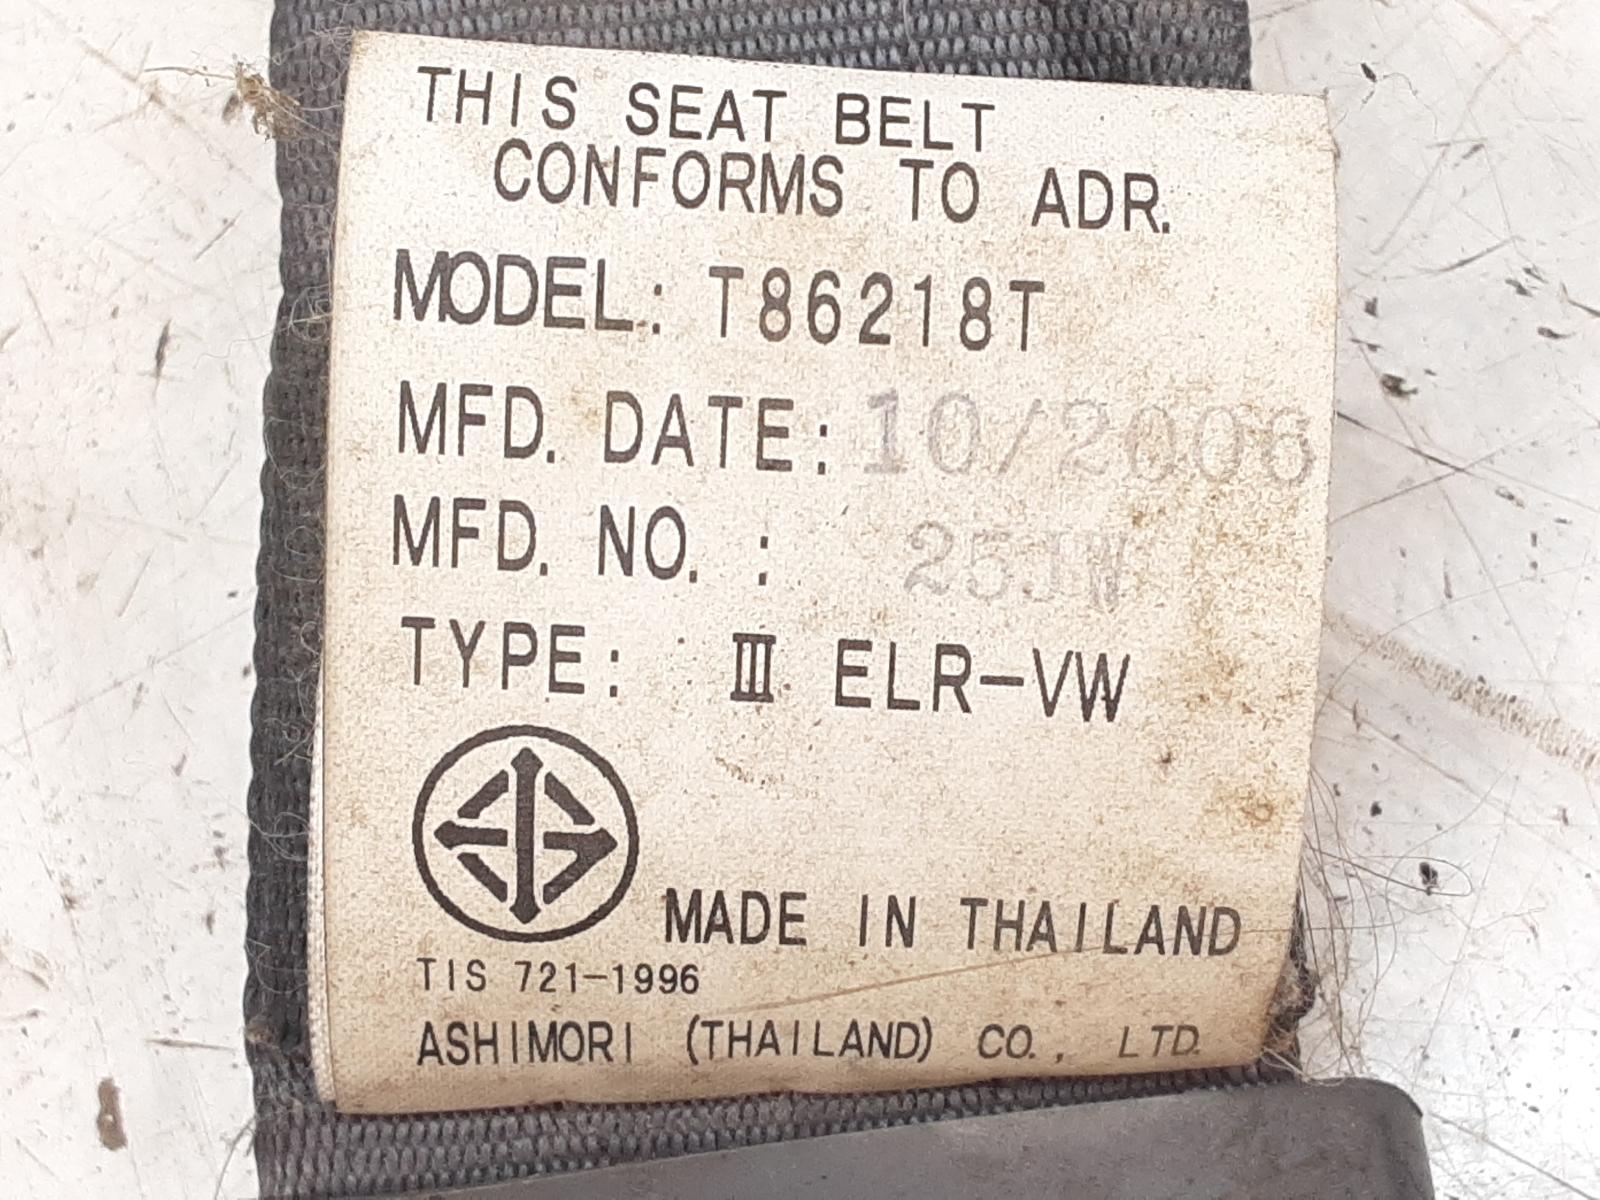 THIS SEAT BELT
CONFORMS TO ADR.
MODEL: T86218T
MFD. DATE: 10/2006
MFD. NO. : 25JW
TYPE: Ⅲ ELR-VW
MADE IN THAILAND
TIS 721-1996
ASHIMORI (THAILAND) CO., LTD.